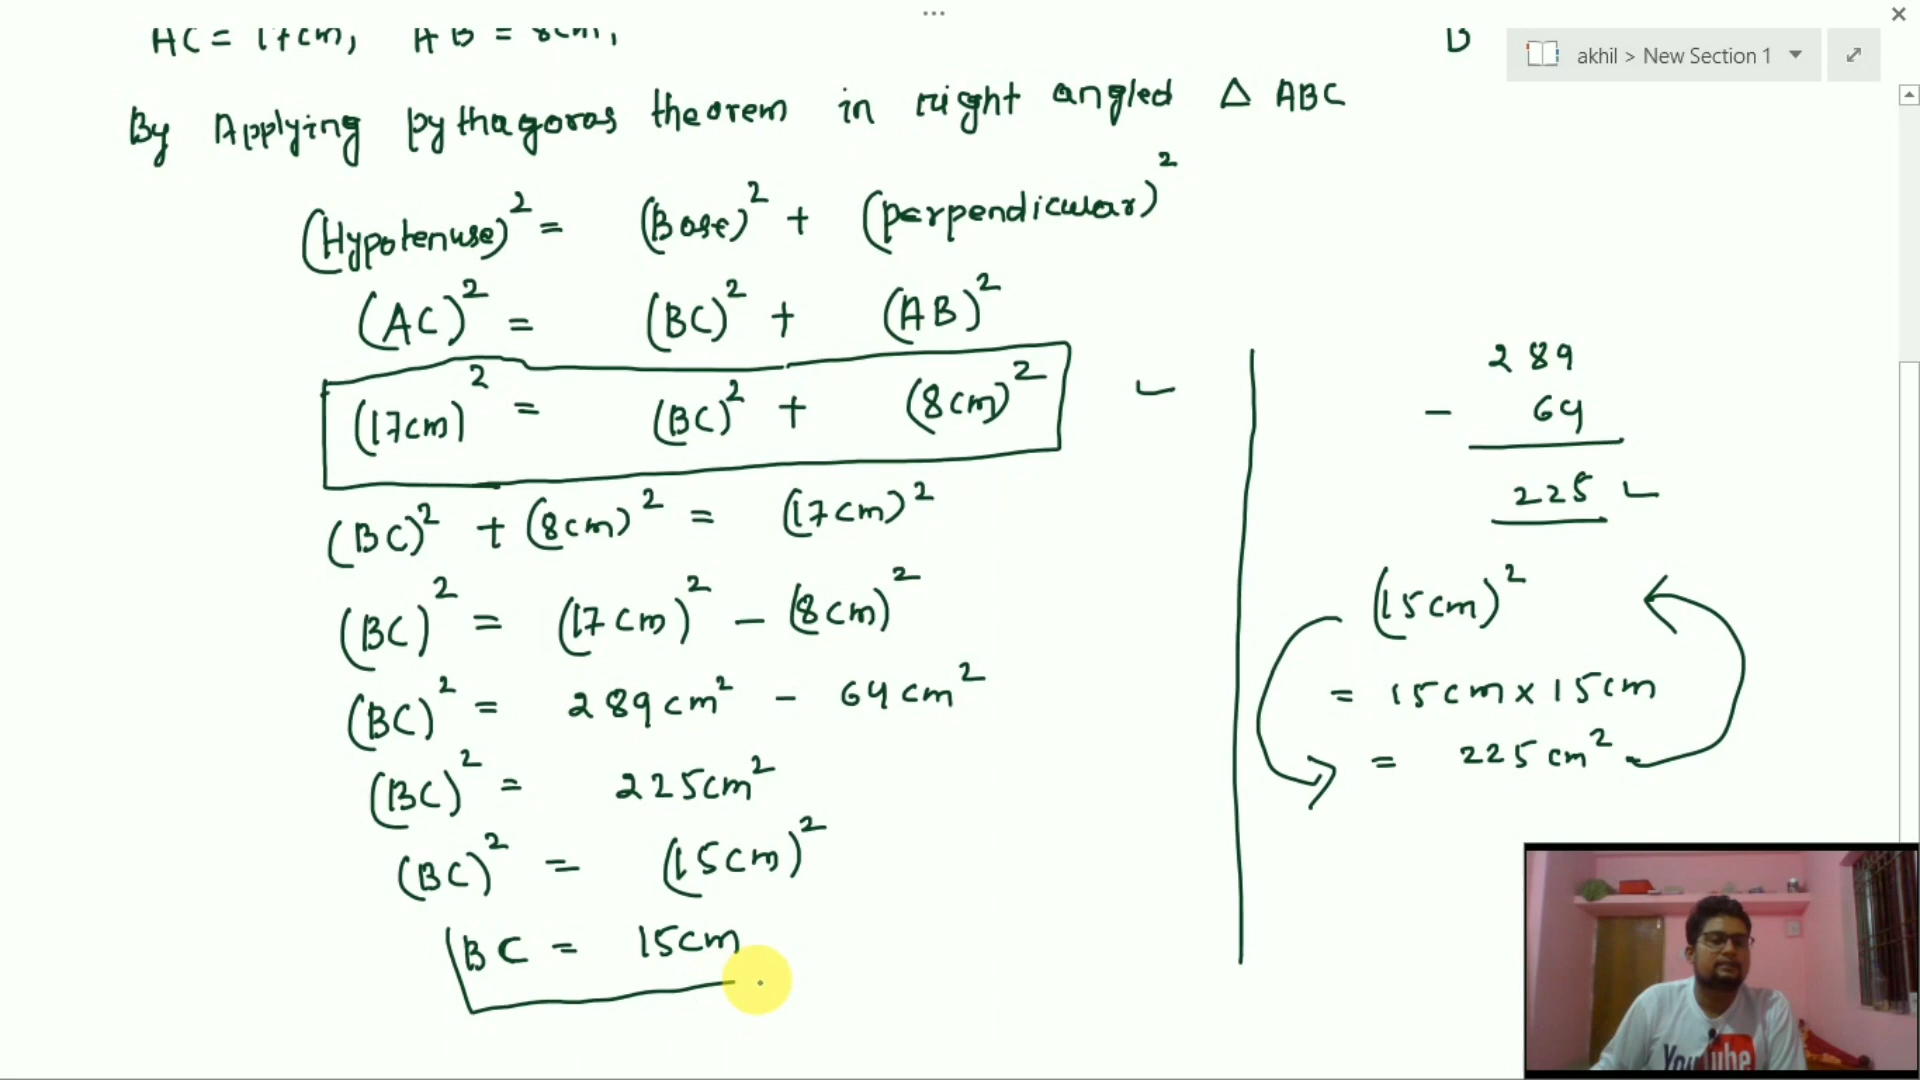 AC = 17cm, AB = 8cm,
B
akhil > New Section 1
By Applying pythagoras theorem in right angled △ ABC
(Hypotenuse)² = (Base)² + (perpendicular)²
(AC)² = (BC)² + (AB)²
(17cm)² = (BC)² + (8cm)²
(BC)² + (8cm)² = (17cm)²
(BC)² = (17cm)² − (8cm)²
(BC)² = 289cm² − 64cm²
(BC)² = 225cm²
(BC)² = (15cm)²
BC = 15cm
289
− 64
225
(15cm)²
= 15cm x 15cm
= 225cm²
YouTube